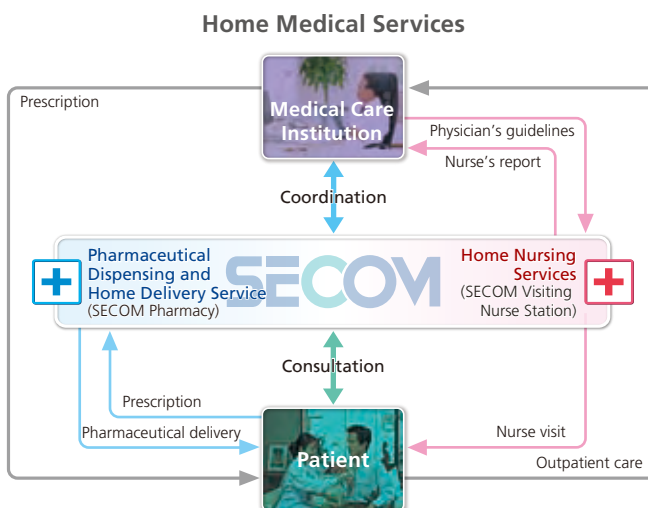 Home Medical Services
Prescription
Medical Care
Institution
Physician's guidelines
Nurse's report
Coordination
Pharmaceutical
Dispensing and
Home Delivery Service
(SECOM Pharmacy)
SECOM
Home Nursing
Services
(SECOM Visiting
Nurse Station)
Consultation
Prescription
Pharmaceutical delivery
Patient
Nurse visit
Outpatient care